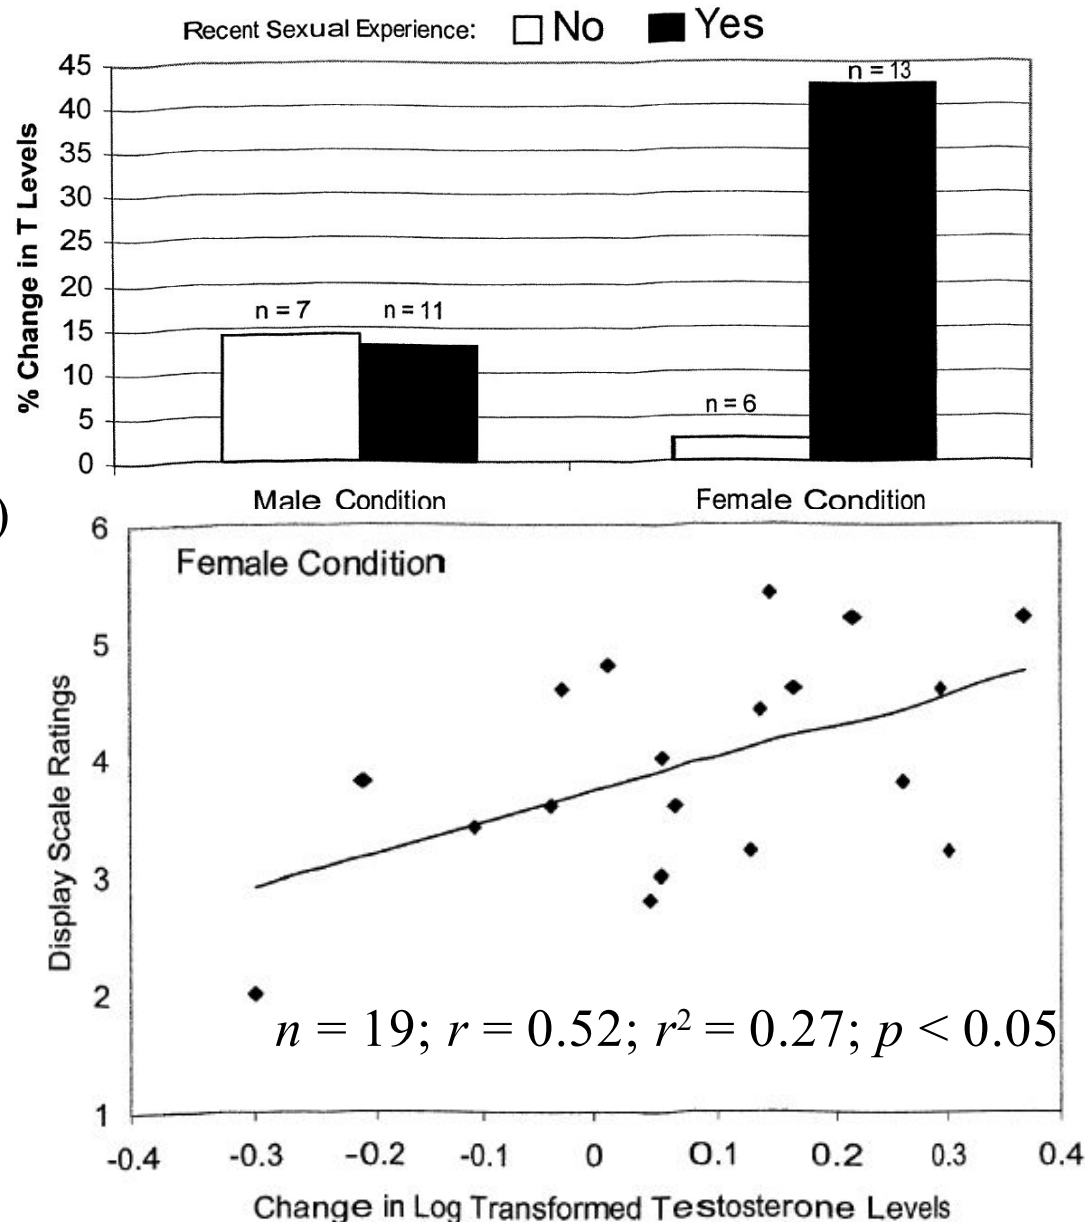 Recent Sexual Experience: No Yes
% Change in T Levels
45
40
35
30
25
20
15
10
5
0
n = 7
n = 11
n = 6
n = 13
Male Condition
Female Condition
)
Female Condition
Display Scale Ratings
6
5
4
3
2
1
n = 19; r = 0.52; r² = 0.27; p < 0.05
-0.4 -0.3 -0.2 -0.1 0 0.1 0.2 0.3 0.4
Change in Log Transformed Testosterone Levels